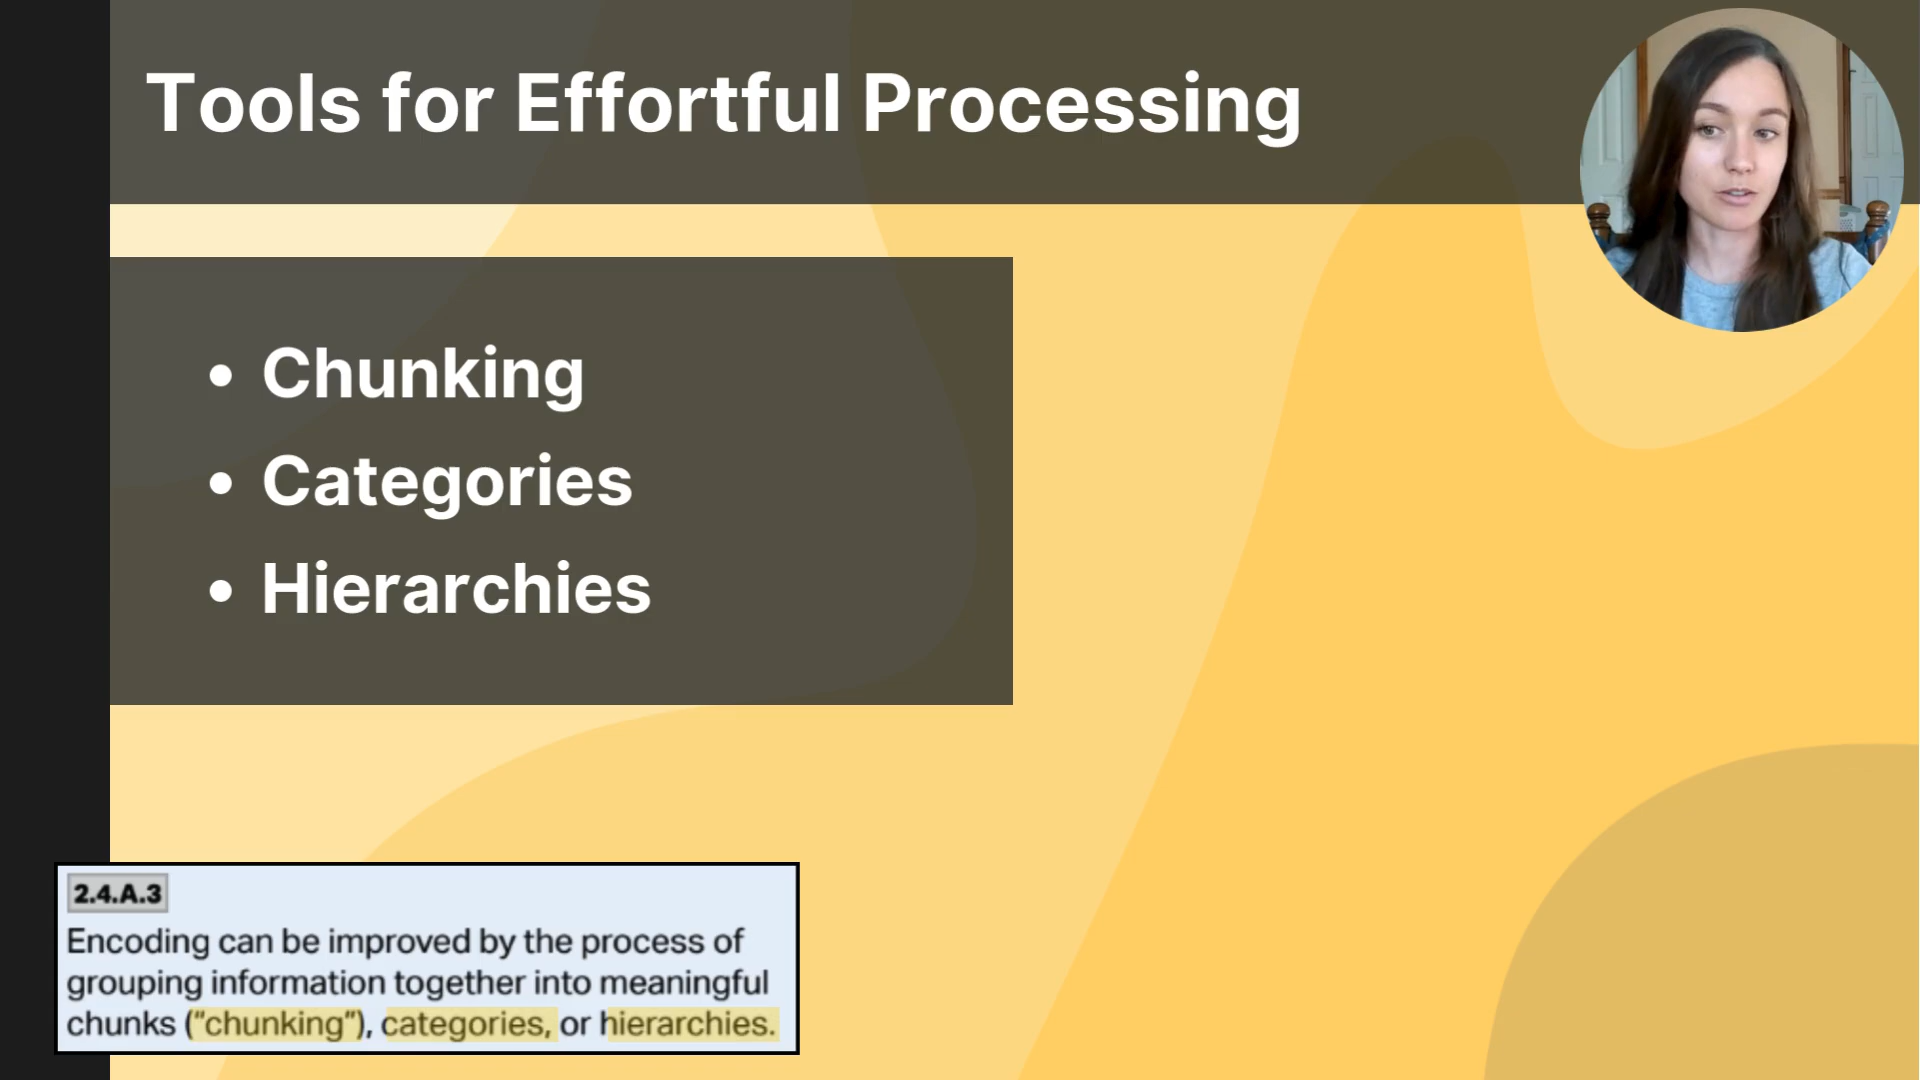 Tools for Effortful Processing
• Chunking
• Categories
• Hierarchies
2.4.A.3
Encoding can be improved by the process of
grouping information together into meaningful
chunks (“chunking”), categories, or hierarchies.